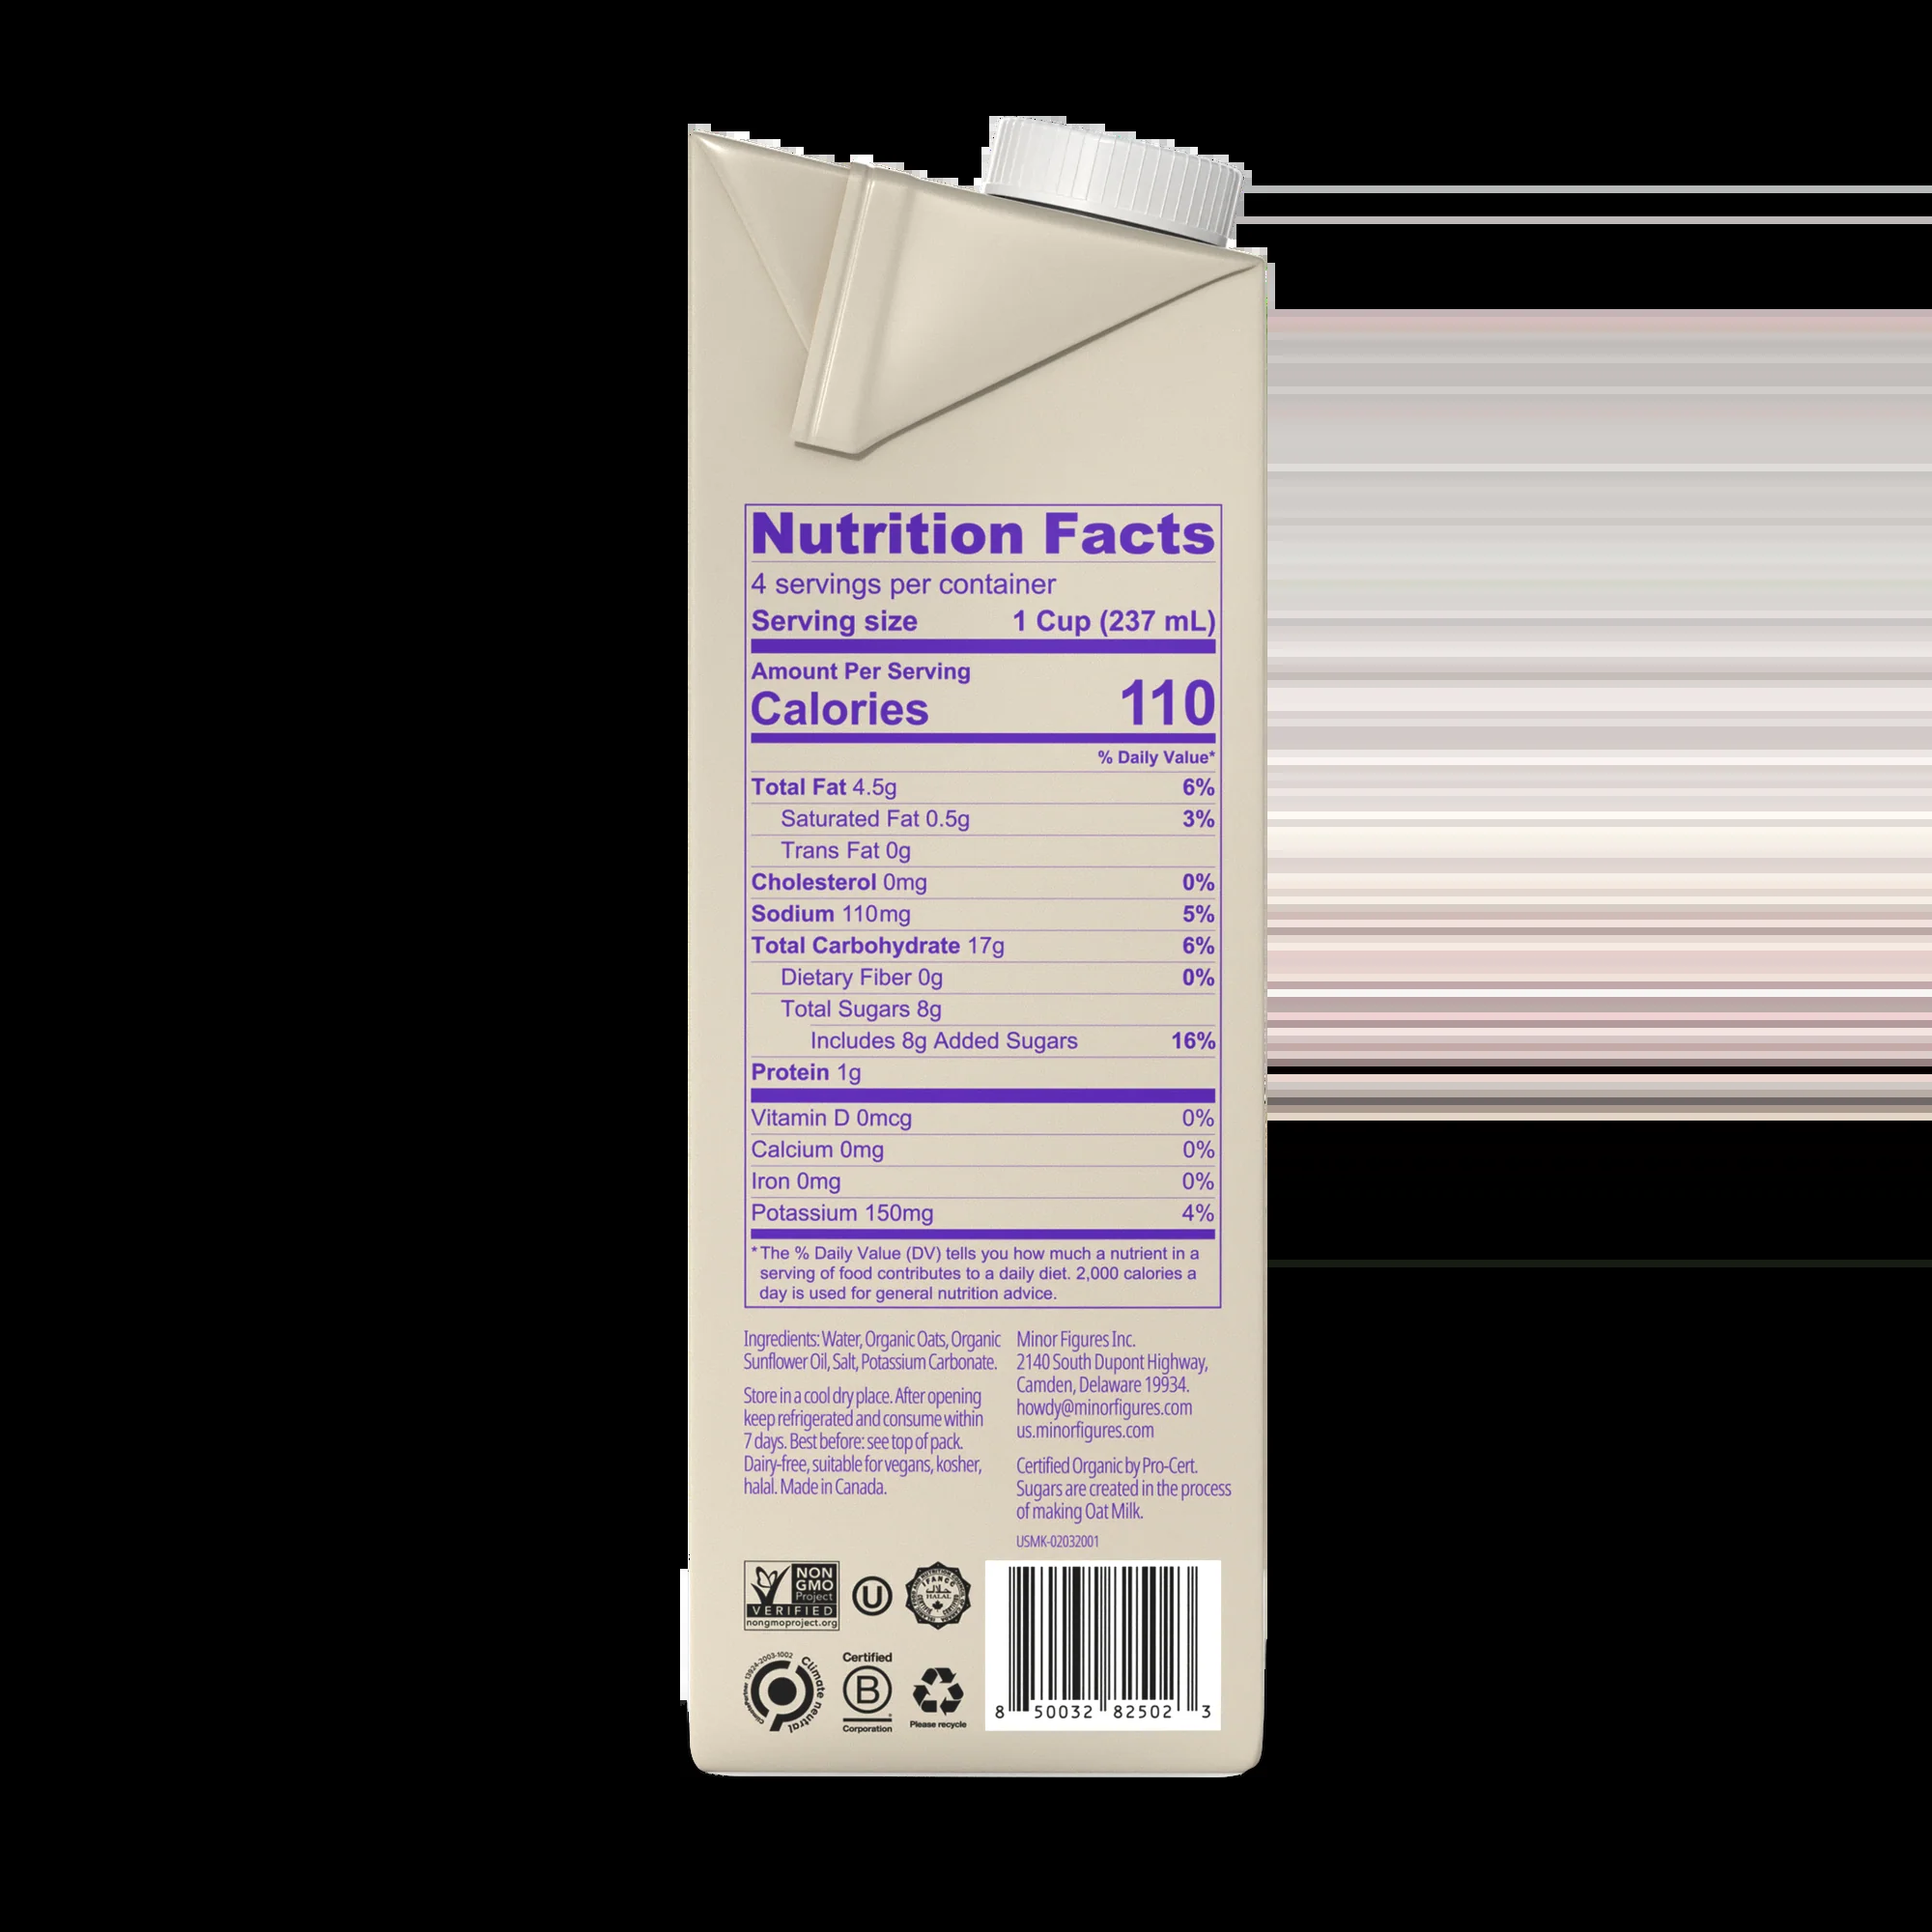 Nutrition Facts
4 servings per container
Serving size 1 Cup (237 mL)
Amount Per Serving
Calories 110
% Daily Value*
Total Fat 4.5g 6%
Saturated Fat 0.5g 3%
Trans Fat 0g
Cholesterol 0mg 0%
Sodium 110mg 5%
Total Carbohydrate 17g 6%
Dietary Fiber 0g 0%
Total Sugars 8g
Includes 8g Added Sugars 16%
Protein 1g
Vitamin D 0mcg 0%
Calcium 0mg 0%
Iron 0mg 0%
Potassium 150mg 4%
*The % Daily Value (DV) tells you how much a nutrient in a
serving of food contributes to a daily diet. 2,000 calories a
day is used for general nutrition advice.
Ingredients: Water, Organic Oats, Organic
Sunflower Oil, Salt, Potassium Carbonate.
Store in a cool dry place. After opening
keep refrigerated and consume within
7 days. Best before: see top of pack.
Dairy-free, suitable for vegans, kosher,
halal. Made in Canada.
Minor Figures Inc.
2140 South Dupont Highway,
Camden, Delaware 19934.
howdy@minorfigures.com
us.minorfigures.com
Certified Organic by Pro-Cert.
Sugars are created in the process
of making Oat Milk.
USMK-02032001
NON
GMO
Project
VERIFIED
nongmoproject.org
U
IFANCC
حلال
HALAL
ClimatePartner 13924-2003-1002
Climate neutral
Certified
B
Corporation
Please recycle
8 50032 82502 3